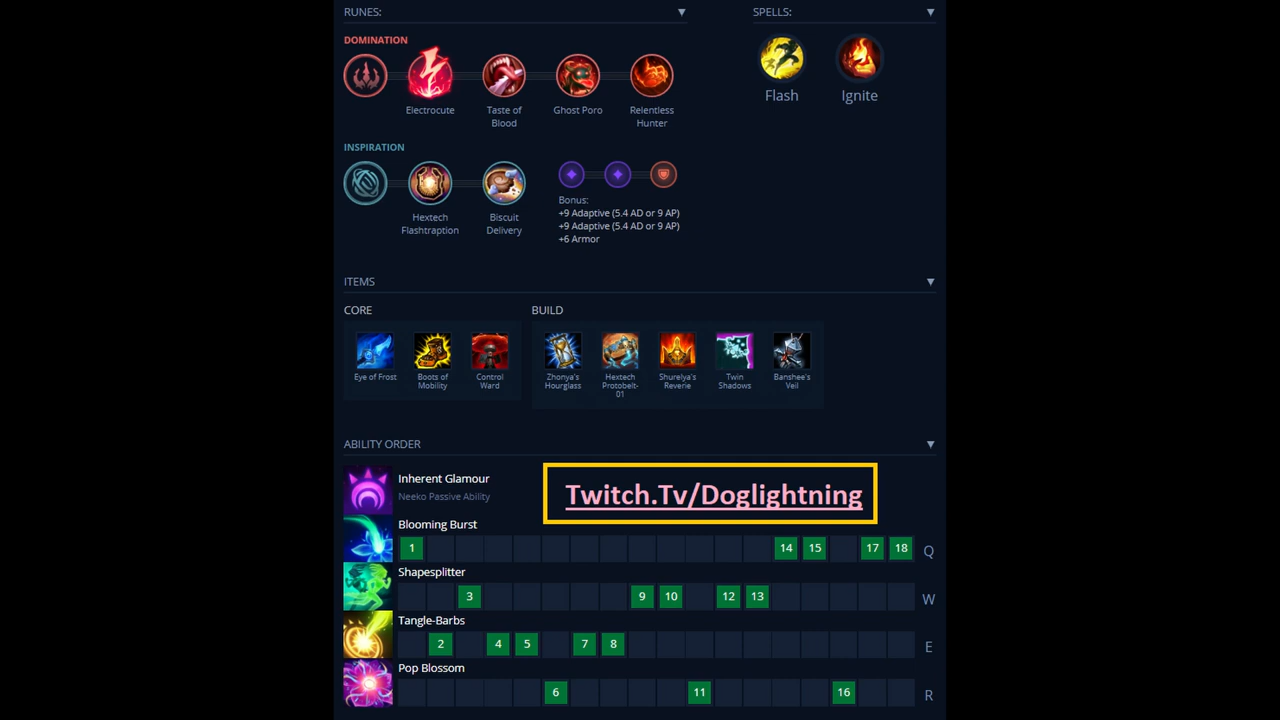 RUNES:
SPELLS:
DOMINATION
Electrocute
Taste of
Blood
Ghost Poro
Relentless
Hunter
Flash
Ignite
INSPIRATION
Hextech
Flashtraption
Biscuit
Delivery
Bonus:
+9 Adaptive (5.4 AD or 9 AP)
+9 Adaptive (5.4 AD or 9 AP)
+6 Armor
ITEMS
CORE
Eye of Frost
Boots of
Mobility
Control
Ward
BUILD
Zhonya's
Hourglass
Hextech
Protobelt-
01
Shurelya's
Reverie
Twin
Shadows
Banshee's
Veil
ABILITY ORDER
Inherent Glamour
Neeko Passive Ability
Twitch.Tv/Doglightning
Blooming Burst
1 14 15 17 18 Q
Shapesplitter
3 9 10 12 13 W
Tangle-Barbs
2 4 5 7 8 E
Pop Blossom
6 11 16 R